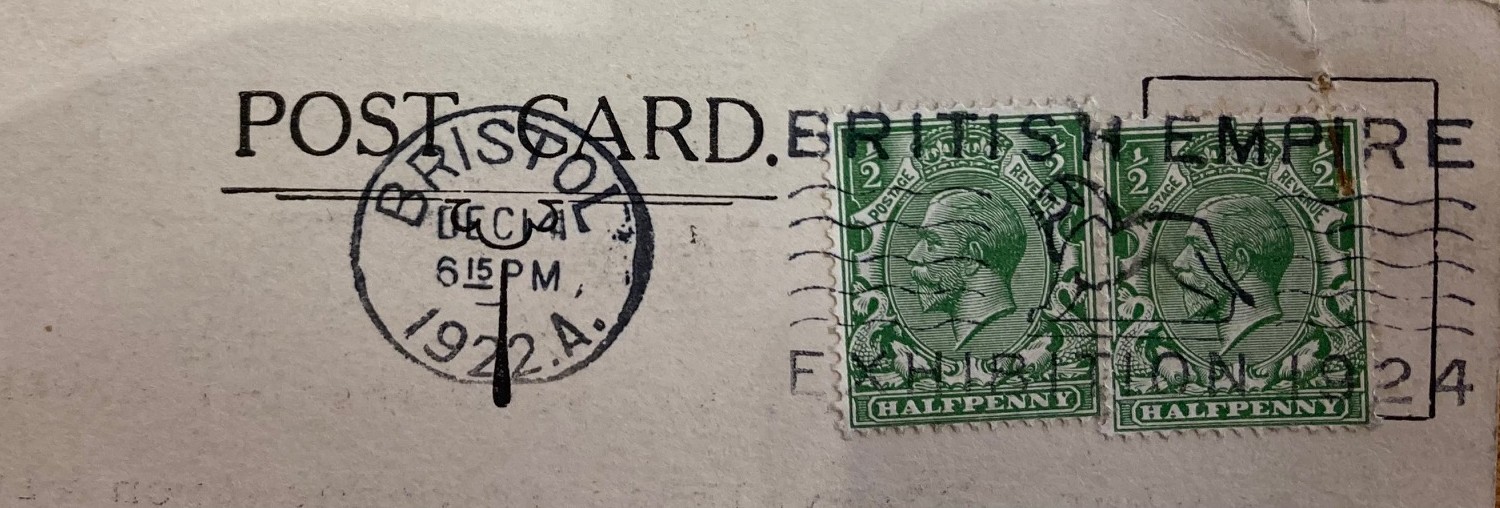 POST CARD.
BRISTOL
DEC
6 15 PM
1922.A.
BRITISH EMPIRE
EXHIBITION 1924
½ ½
POSTAGE REVENUE
HALFPENNY
½ ½
POSTAGE REVENUE
HALFPENNY